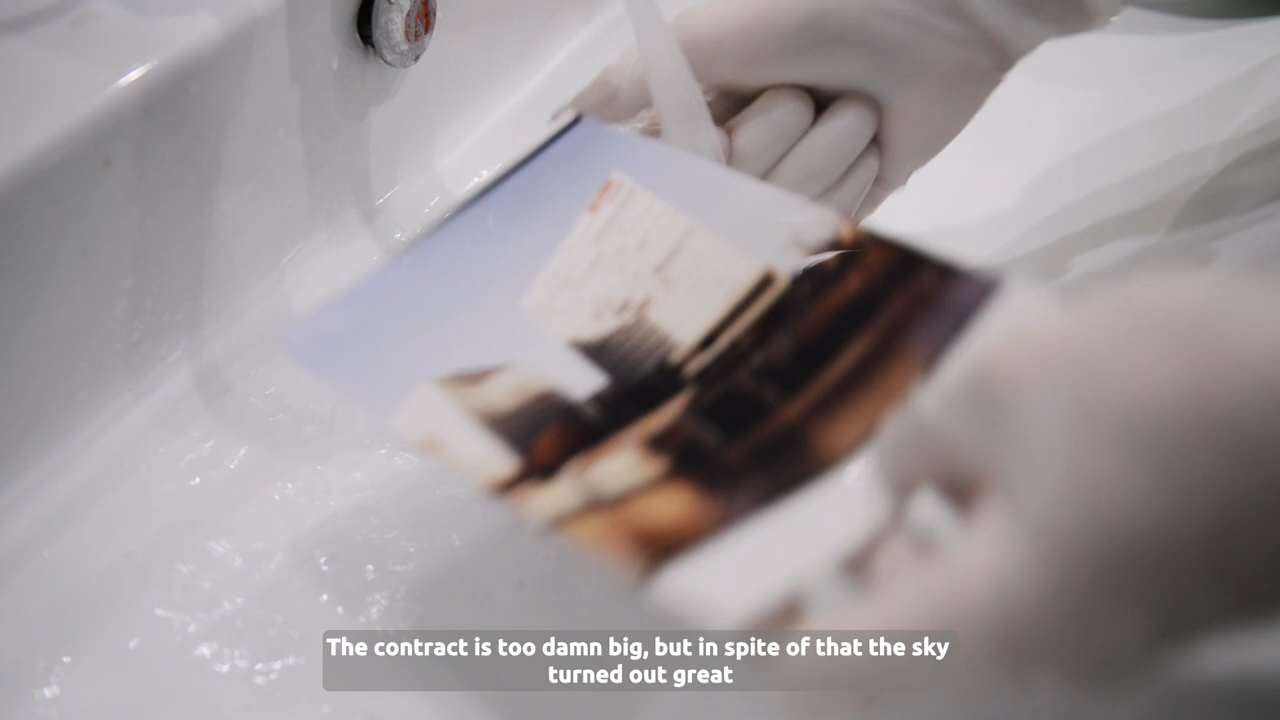 The contract is too damn big, but in spite of that the sky
turned out great